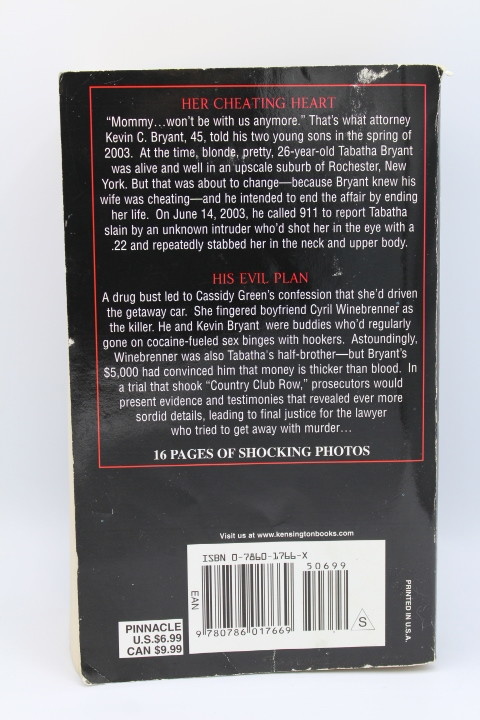 HER CHEATING HEART
“Mommy...won’t be with us anymore.” That’s what attorney
Kevin C. Bryant, 45, told his two young sons in the spring of
2003. At the time, blonde, pretty, 26-year-old Tabatha Bryant
was alive and well in an upscale suburb of Rochester, New
York. But that was about to change—because Bryant knew his
wife was cheating—and he intended to end the affair by ending
her life. On June 14, 2003, he called 911 to report Tabatha
slain by an unknown intruder who’d shot her in the eye with a
.22 and repeatedly stabbed her in the neck and upper body.
HIS EVIL PLAN
A drug bust led to Cassidy Green’s confession that she’d driven
the getaway car. She fingered boyfriend Cyril Winebrenner as
the killer. He and Kevin Bryant were buddies who’d regularly
gone on cocaine-fueled sex binges with hookers. Astoundingly,
Winebrenner was also Tabatha’s half-brother—but Bryant’s
$5,000 had convinced him that money is thicker than blood. In
a trial that shook “Country Club Row,” prosecutors would
present evidence and testimonies that revealed ever more
sordid details, leading to final justice for the lawyer
who tried to get away with murder...
16 PAGES OF SHOCKING PHOTOS
Visit us at www.kensingtonbooks.com
ISBN 0-7860-1766-X
50699
EAN
9 780786 017669
S
PRINTED IN U.S.A.
PINNACLE
U.S.$6.99
CAN $9.99